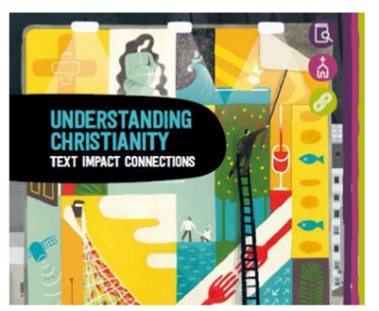 UNDERSTANDING
CHRISTIANITY
TEXT IMPACT CONNECTIONS